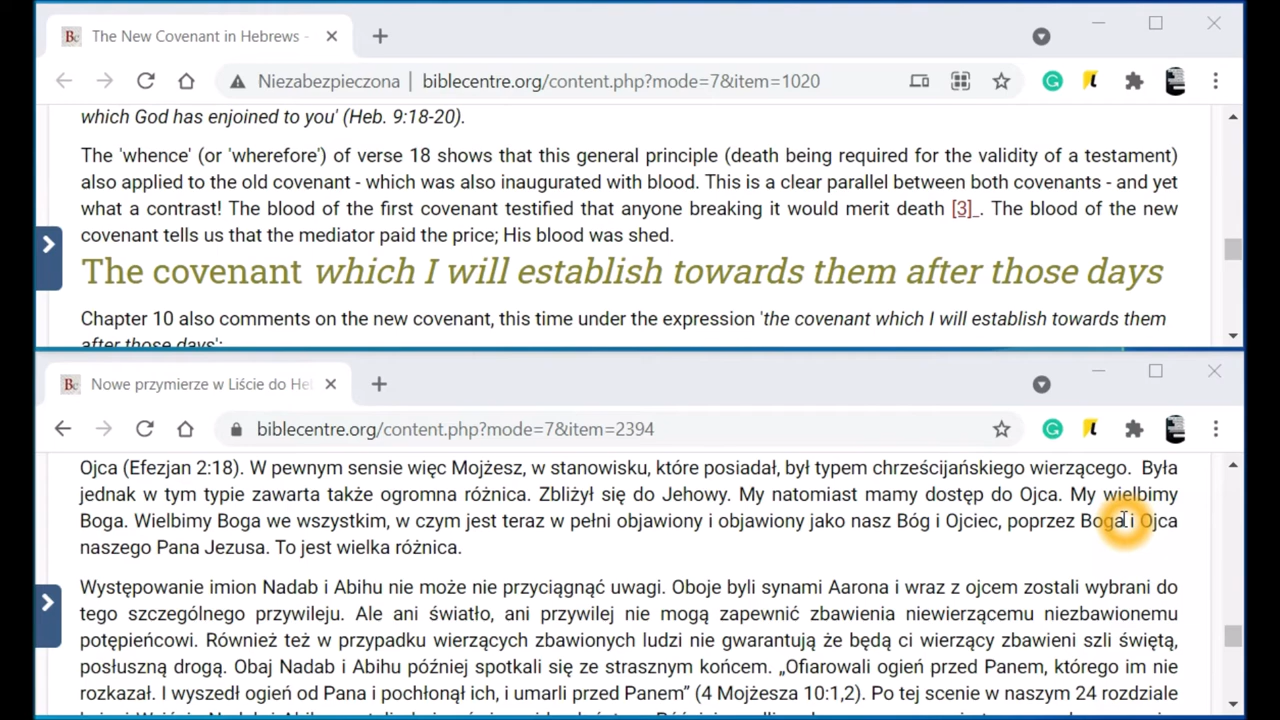 The New Covenant in Hebrews -
Niezabezpieczona | biblecentre.org/content.php?mode=7&item=1020
which God has enjoined to you' (Heb. 9:18-20).
The 'whence' (or 'wherefore') of verse 18 shows that this general principle (death being required for the validity of a testament)
also applied to the old covenant - which was also inaugurated with blood. This is a clear parallel between both covenants - and yet
what a contrast! The blood of the first covenant testified that anyone breaking it would merit death [3] . The blood of the new
covenant tells us that the mediator paid the price; His blood was shed.
The covenant which I will establish towards them after those days
Chapter 10 also comments on the new covenant, this time under the expression 'the covenant which I will establish towards them
after those days':
Nowe przymierze w Liście do He
biblecentre.org/content.php?mode=7&item=2394
Ojca (Efezjan 2:18). W pewnym sensie więc Mojżesz, w stanowisku, które posiadał, był typem chrześcijańskiego wierzącego. Była
jednak w tym typie zawarta także ogromna różnica. Zbliżył się do Jehowy. My natomiast mamy dostęp do Ojca. My wielbimy
Boga. Wielbimy Boga we wszystkim, w czym jest teraz w pełni objawiony i objawiony jako nasz Bóg i Ojciec, poprzez Boga i Ojca
naszego Pana Jezusa. To jest wielka różnica.
Występowanie imion Nadab i Abihu nie może nie przyciągnąć uwagi. Oboje byli synami Aarona i wraz z ojcem zostali wybrani do
tego szczególnego przywileju. Ale ani światło, ani przywilej nie mogą zapewnić zbawienia niewierzącemu niezbawionemu
potępieńcowi. Również też w przypadku wierzących zbawionych ludzi nie gwarantują że będą ci wierzący zbawieni szli świętą,
posłuszną drogą. Obaj Nadab i Abihu później spotkali się ze strasznym końcem. „Ofiarowali ogień przed Panem, którego im nie
rozkazał. I wyszedł ogień od Pana i pochłonął ich, i umarli przed Panem” (4 Mojżesza 10:1,2). Po tej scenie w naszym 24 rozdziale